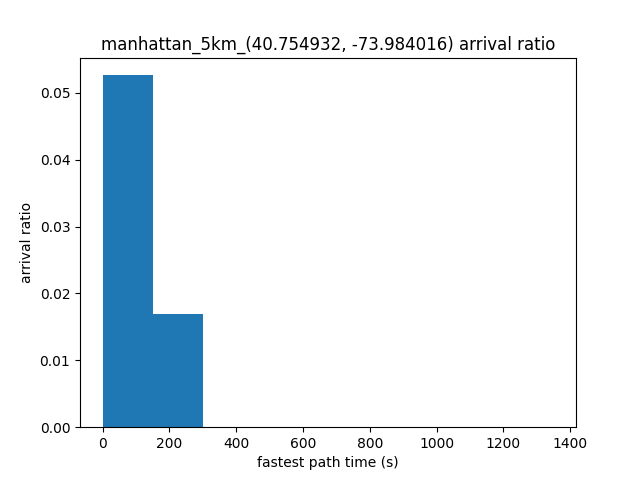 manhattan_5km_(40.754932, -73.984016) arrival ratio
0.05
0.04
0.03
0.02
0.01
0.00
arrival ratio
0 200 400 600 800 1000 1200 1400
fastest path time (s)